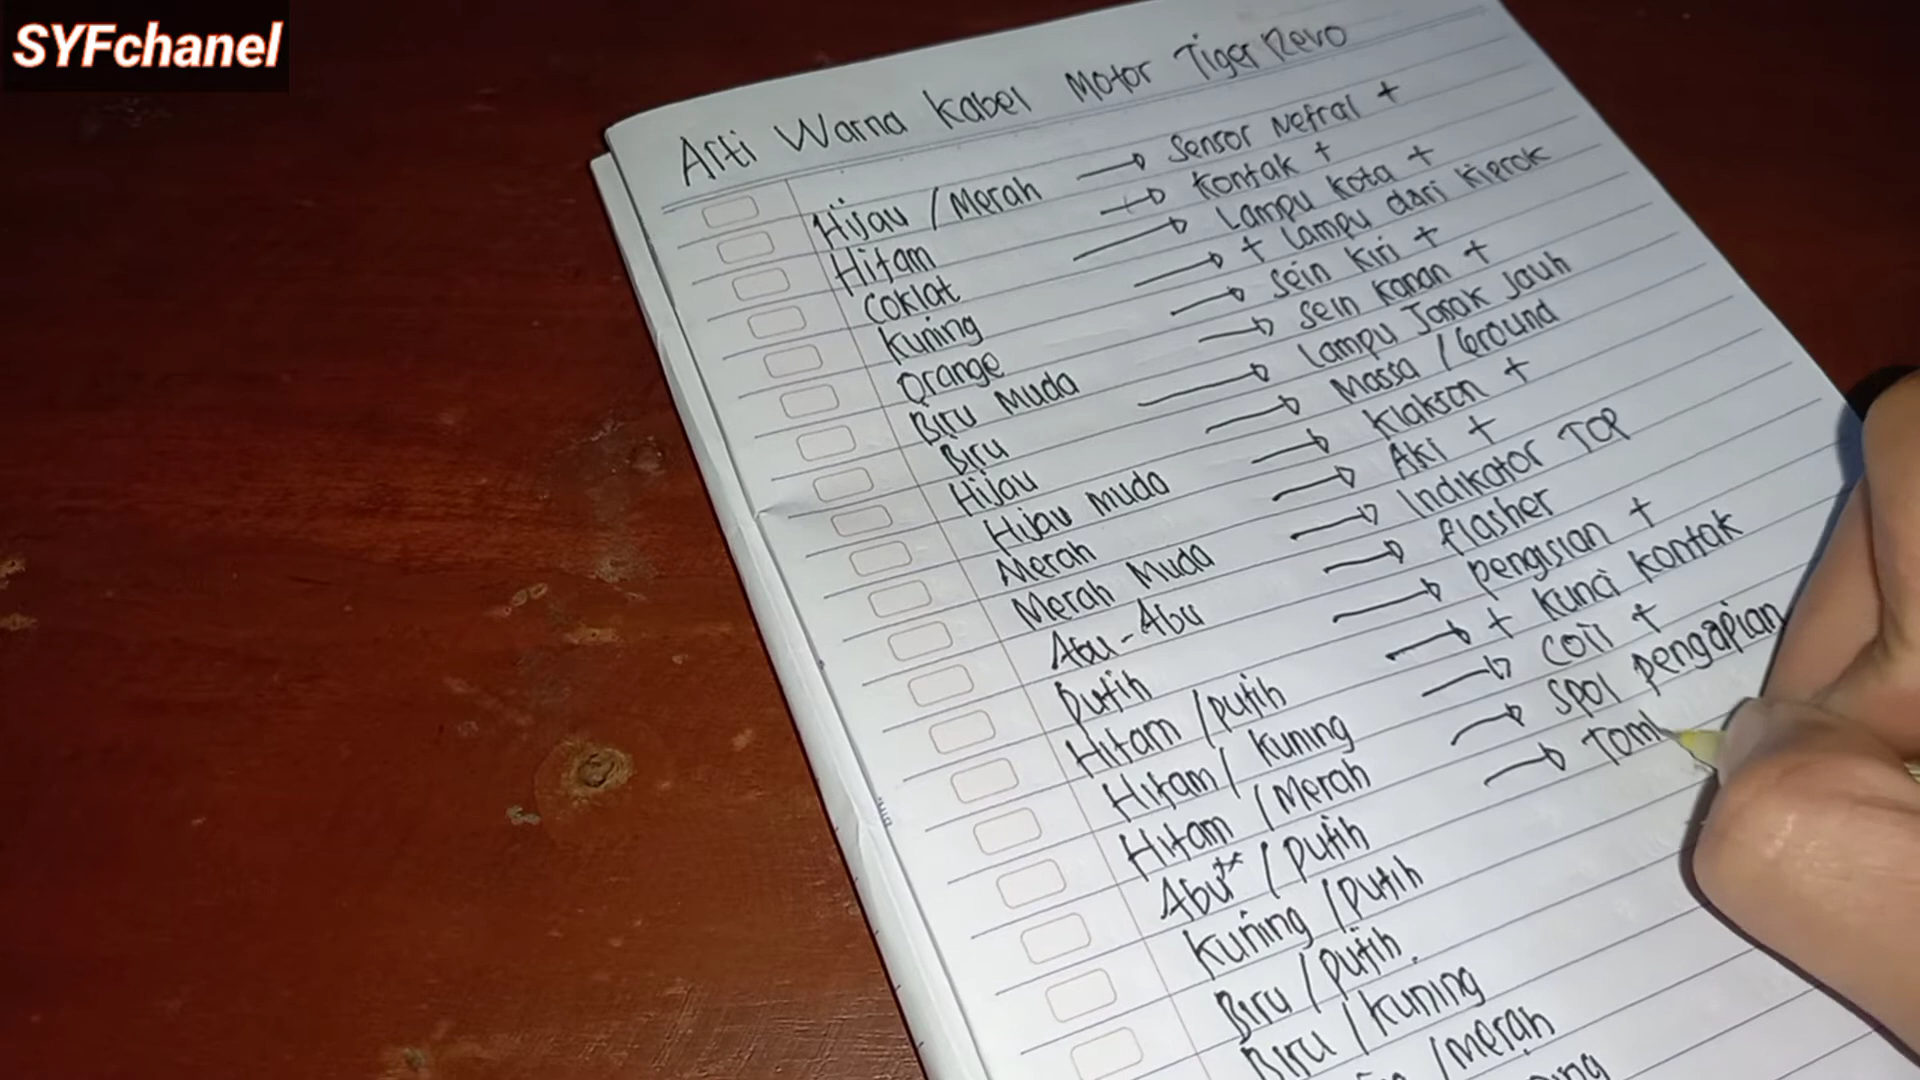 SYFchanel
Arti Warna Kabel Motor Tiger Revo
Hijau / Merah → Sensor Netral +
Hitam → Kontak +
Coklat → Lampu kota +
Kuning → + Lampu dari kiprok
Orange → Sein kiri +
Biru Muda → Sein kanan +
Biru → Lampu Jarak Jauh
Hijau → Massa / Ground
Hijau muda → Klakson +
Merah → Aki +
Merah Muda → Indikator TOP
Abu-Abu → flasher
Putih → pengisian +
Hitam / putih → + Kunci kontak
Hitam / Kuning → Coil +
Hitam / Merah → Spol pengapian
Abu" / putih → Tom
Kuning / putih
Biru / putih
Biru / kuning
/ merah